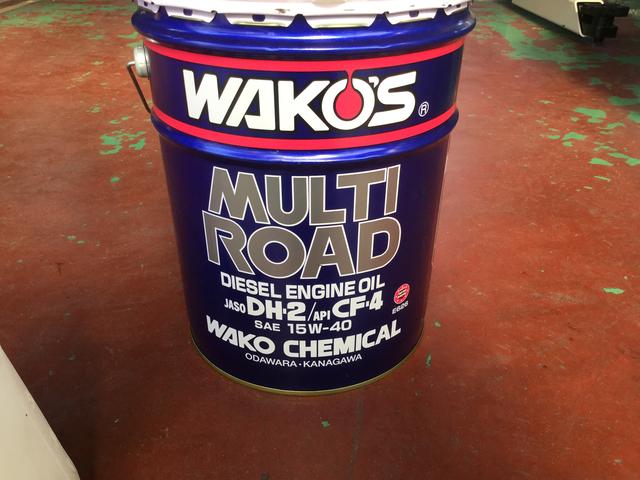 WAKO'S®
MULTI
ROAD
DIESEL ENGINE OIL
JASO DH-2/API CF-4
E626
SAE 15W-40
WAKO CHEMICAL
ODAWARA·KANAGAWA